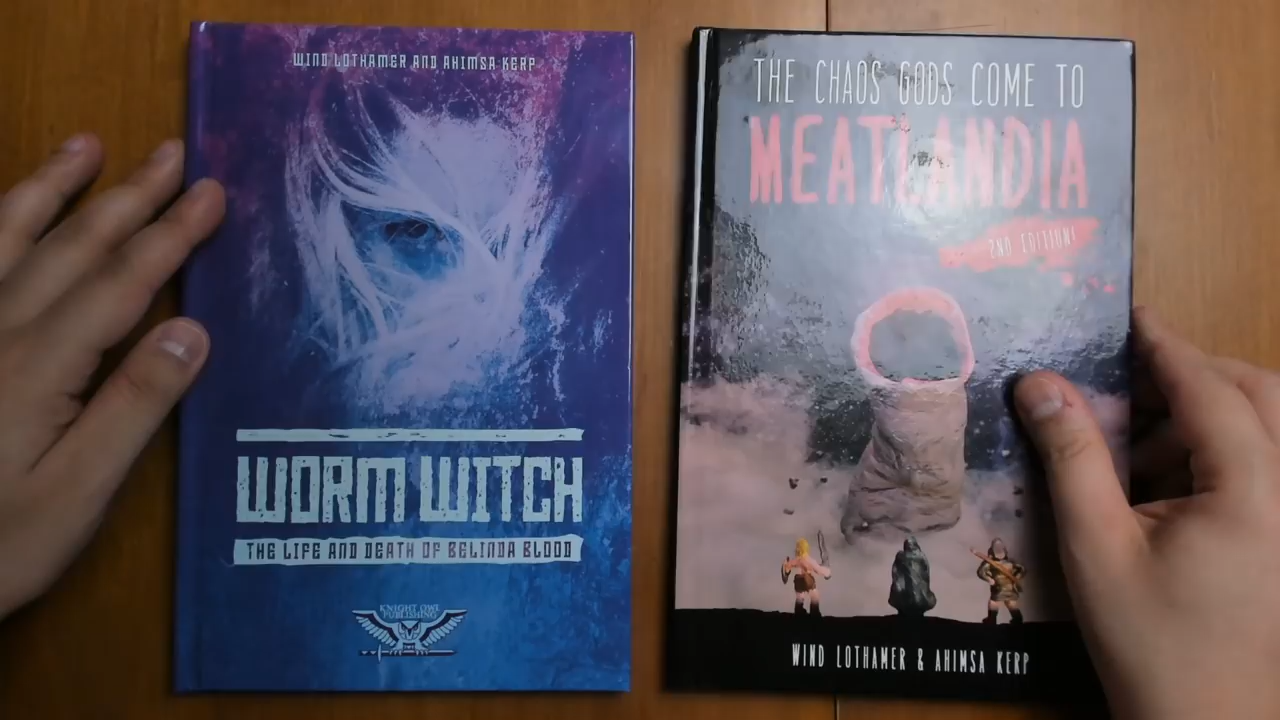 WIND LOTHAMER AND AHIMSA KERP
WORM WITCH
THE LIFE AND DEATH OF BELINDA BLOOD
KNIGHT OWL
PUBLISHING
THE CHAOS GODS COME TO
MEATLANDIA
2ND EDITION!
WIND LOTHAMER & AHIMSA KERP